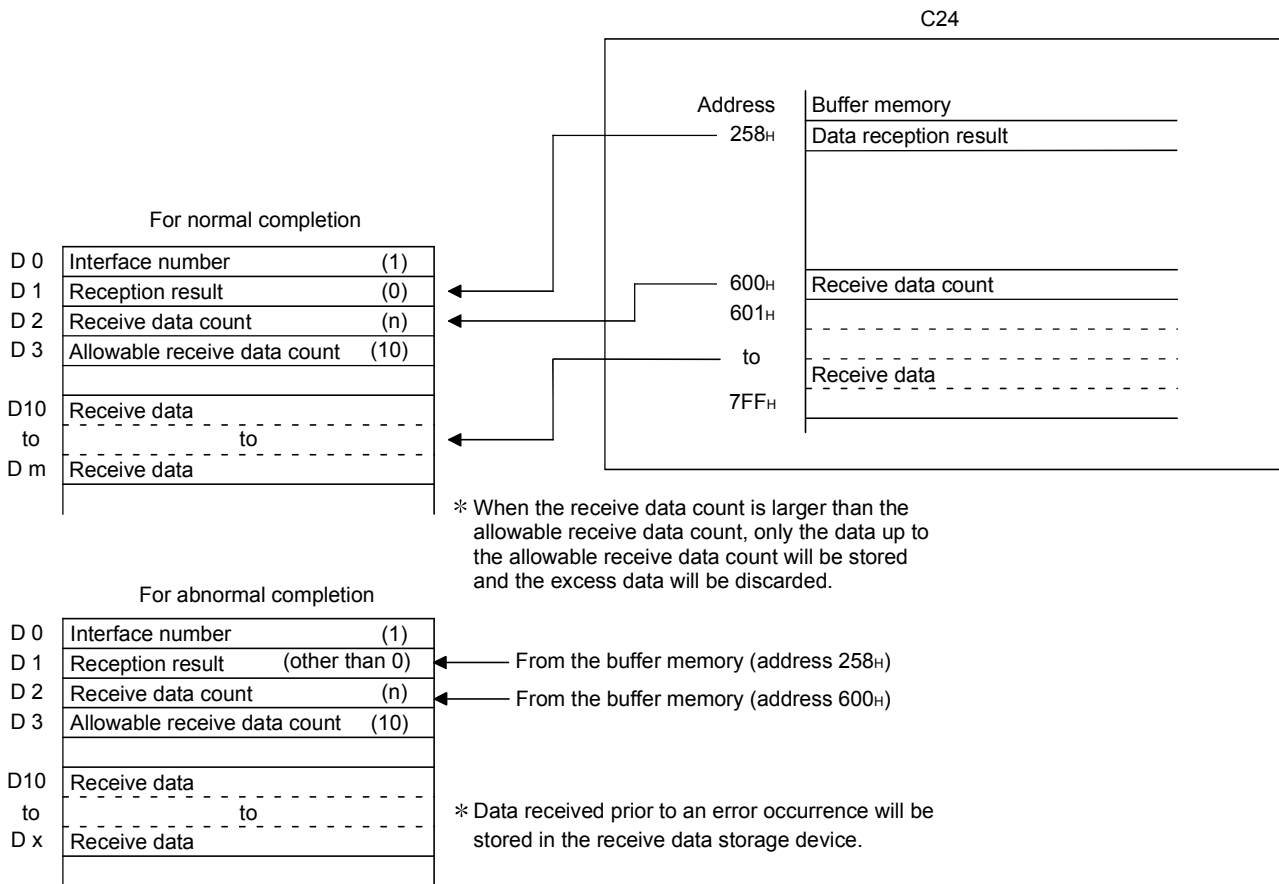 C24
Address Buffer memory
258H Data reception result
600H Receive data count
601H
to
Receive data
7FFH
For normal completion
D 0 Interface number (1)
D 1 Reception result (0)
D 2 Receive data count (n)
D 3 Allowable receive data count (10)
D10 Receive data
to to
D m Receive data
* When the receive data count is larger than the
allowable receive data count, only the data up to
the allowable receive data count will be stored
and the excess data will be discarded.
For abnormal completion
D 0 Interface number (1)
D 1 Reception result (other than 0) From the buffer memory (address 258H)
D 2 Receive data count (n) From the buffer memory (address 600H)
D 3 Allowable receive data count (10)
D10 Receive data
to to
D x Receive data
* Data received prior to an error occurrence will be
stored in the receive data storage device.